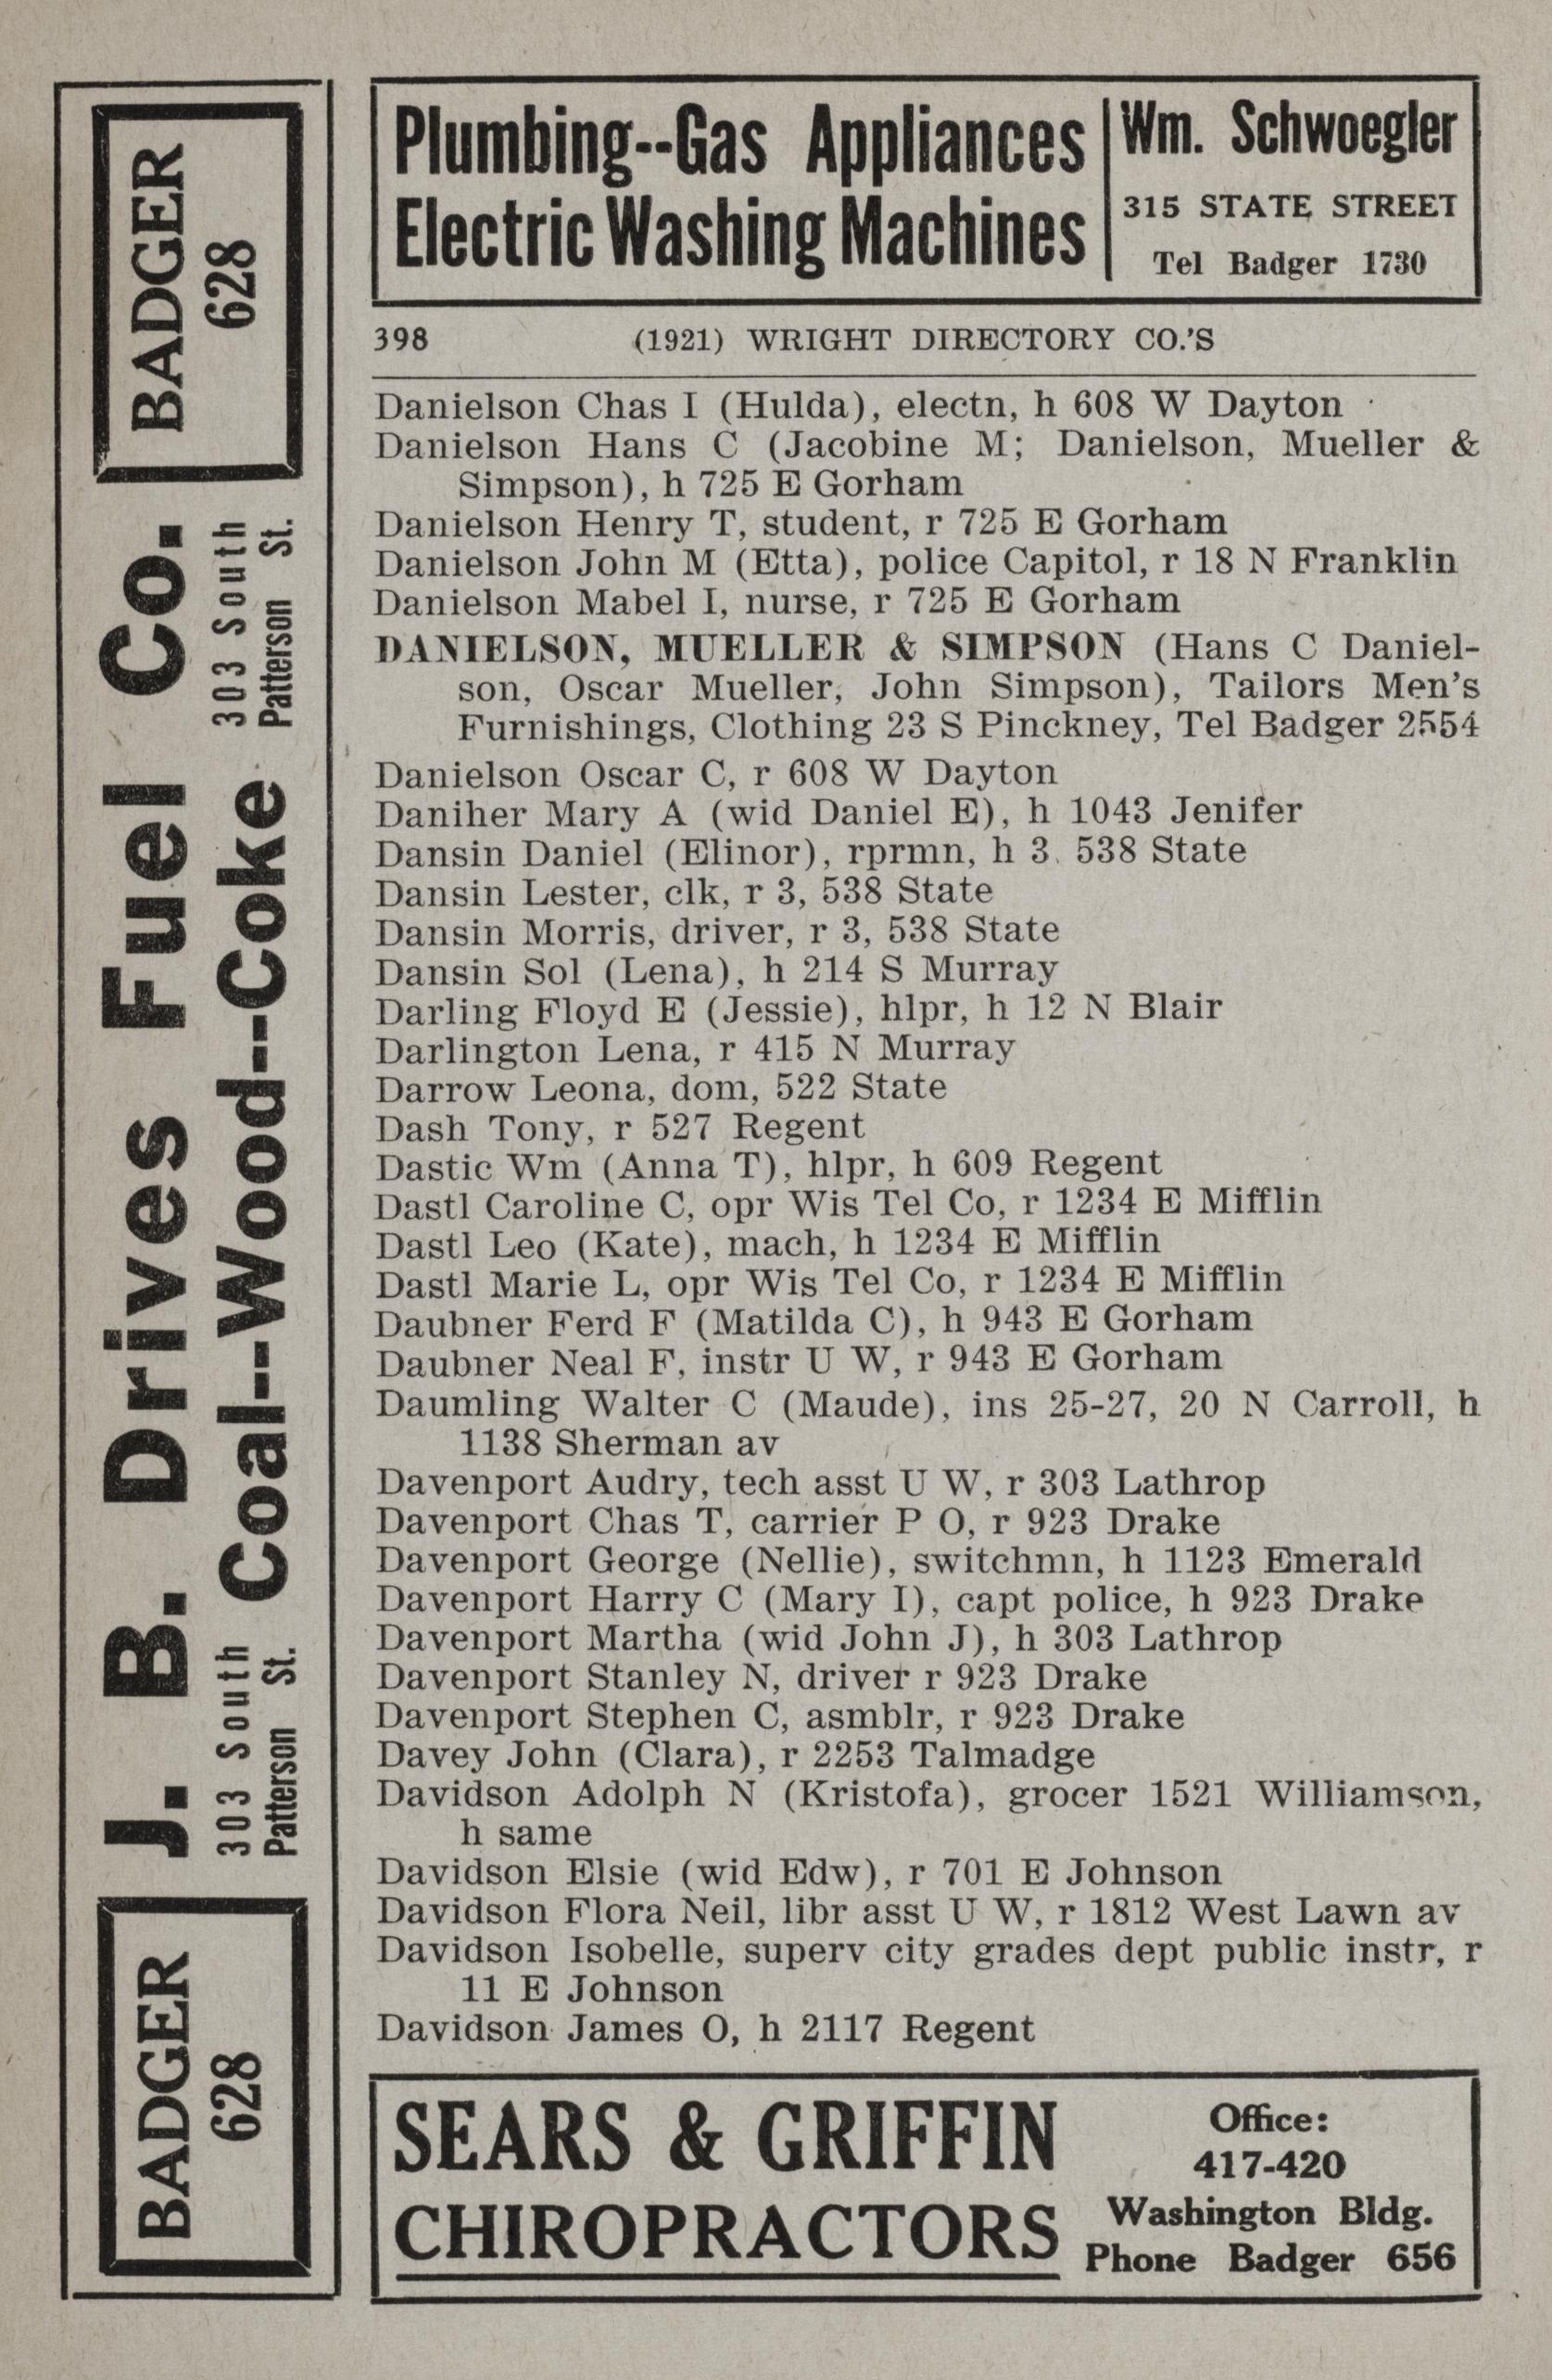 Plumbing--Gas Appliances
Electric Washing Machines
Wm. Schwoegler
315 STATE STREET
Tel Badger 1730
398 (1921) WRIGHT DIRECTORY CO.'S
Danielson Chas I (Hulda), electn, h 608 W Dayton
Danielson Hans C (Jacobine M; Danielson, Mueller &
Simpson), h 725 E Gorham
Danielson Henry T, student, r 725 E Gorham
Danielson John M (Etta), police Capitol, r 18 N Franklin
Danielson Mabel I, nurse, r 725 E Gorham
DANIELSON, MUELLER & SIMPSON (Hans C Daniel-
son, Oscar Mueller, John Simpson), Tailors Men's
Furnishings, Clothing 23 S Pinckney, Tel Badger 2554
Danielson Oscar C, r 608 W Dayton
Daniher Mary A (wid Daniel E), h 1043 Jenifer
Dansin Daniel (Elinor), rprmn, h 3, 538 State
Dansin Lester, clk, r 3, 538 State
Dansin Morris, driver, r 3, 538 State
Dansin Sol (Lena), h 214 S Murray
Darling Floyd E (Jessie), hlpr, h 12 N Blair
Darlington Lena, r 415 N Murray
Darrow Leona, dom, 522 State
Dash Tony, r 527 Regent
Dastic Wm (Anna T), hlpr, h 609 Regent
Dastl Caroline C, opr Wis Tel Co, r 1234 E Mifflin
Dastl Leo (Kate), mach, h 1234 E Mifflin
Dastl Marie L, opr Wis Tel Co, r 1234 E Mifflin
Daubner Ferd F (Matilda C), h 943 E Gorham
Daubner Neal F, instr U W, r 943 E Gorham
Daumling Walter C (Maude), ins 25-27, 20 N Carroll, h
1138 Sherman av
Davenport Audry, tech asst U W, r 303 Lathrop
Davenport Chas T, carrier P O, r 923 Drake
Davenport George (Nellie), switchmn, h 1123 Emerald
Davenport Harry C (Mary I), capt police, h 923 Drake
Davenport Martha (wid John J), h 303 Lathrop
Davenport Stanley N, driver r 923 Drake
Davenport Stephen C, asmblr, r 923 Drake
Davey John (Clara), r 2253 Talmadge
Davidson Adolph N (Kristofa), grocer 1521 Williamson,
h same
Davidson Elsie (wid Edw), r 701 E Johnson
Davidson Flora Neil, libr asst U W, r 1812 West Lawn av
Davidson Isobelle, superv city grades dept public instr, r
11 E Johnson
Davidson James O, h 2117 Regent
SEARS & GRIFFIN
CHIROPRACTORS
Office:
417-420
Washington Bldg.
Phone Badger 656
BADGER
628
J. B. Drives Fuel Co.
303 South
Patterson St.
Coal--Wood--Coke
303 South
Patterson St.
BADGER
628